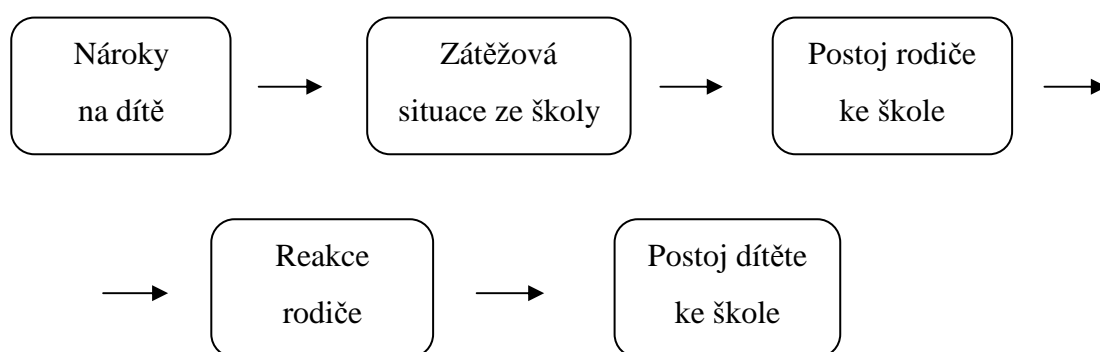 Nároky
na dítě
Zátěžová
situace ze školy
Postoj rodiče
ke škole
Reakce
rodiče
Postoj dítěte
ke škole